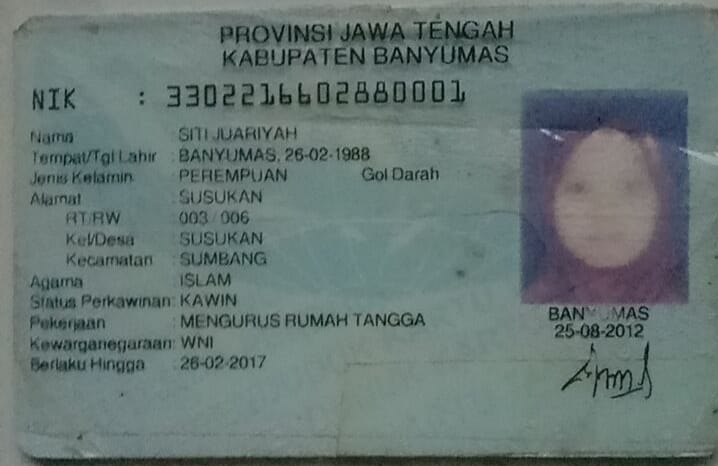 PROVINSI JAWA TENGAH
KABUPATEN BANYUMAS
NIK : 3302216602880001
Nama : SITI JUARIYAH
Tempat/Tgl Lahir : BANYUMAS, 26-02-1988
Jenis Kelamin : PEREMPUAN Gol Darah
Alamat : SUSUKAN
RT/RW : 003 / 006
Kel/Desa : SUSUKAN
Kecamatan : SUMBANG
Agama : ISLAM
Status Perkawinan : KAWIN
Pekerjaan : MENGURUS RUMAH TANGGA
Kewarganegaraan : WNI
Berlaku Hingga : 26-02-2017
BANYUMAS
25-08-2012